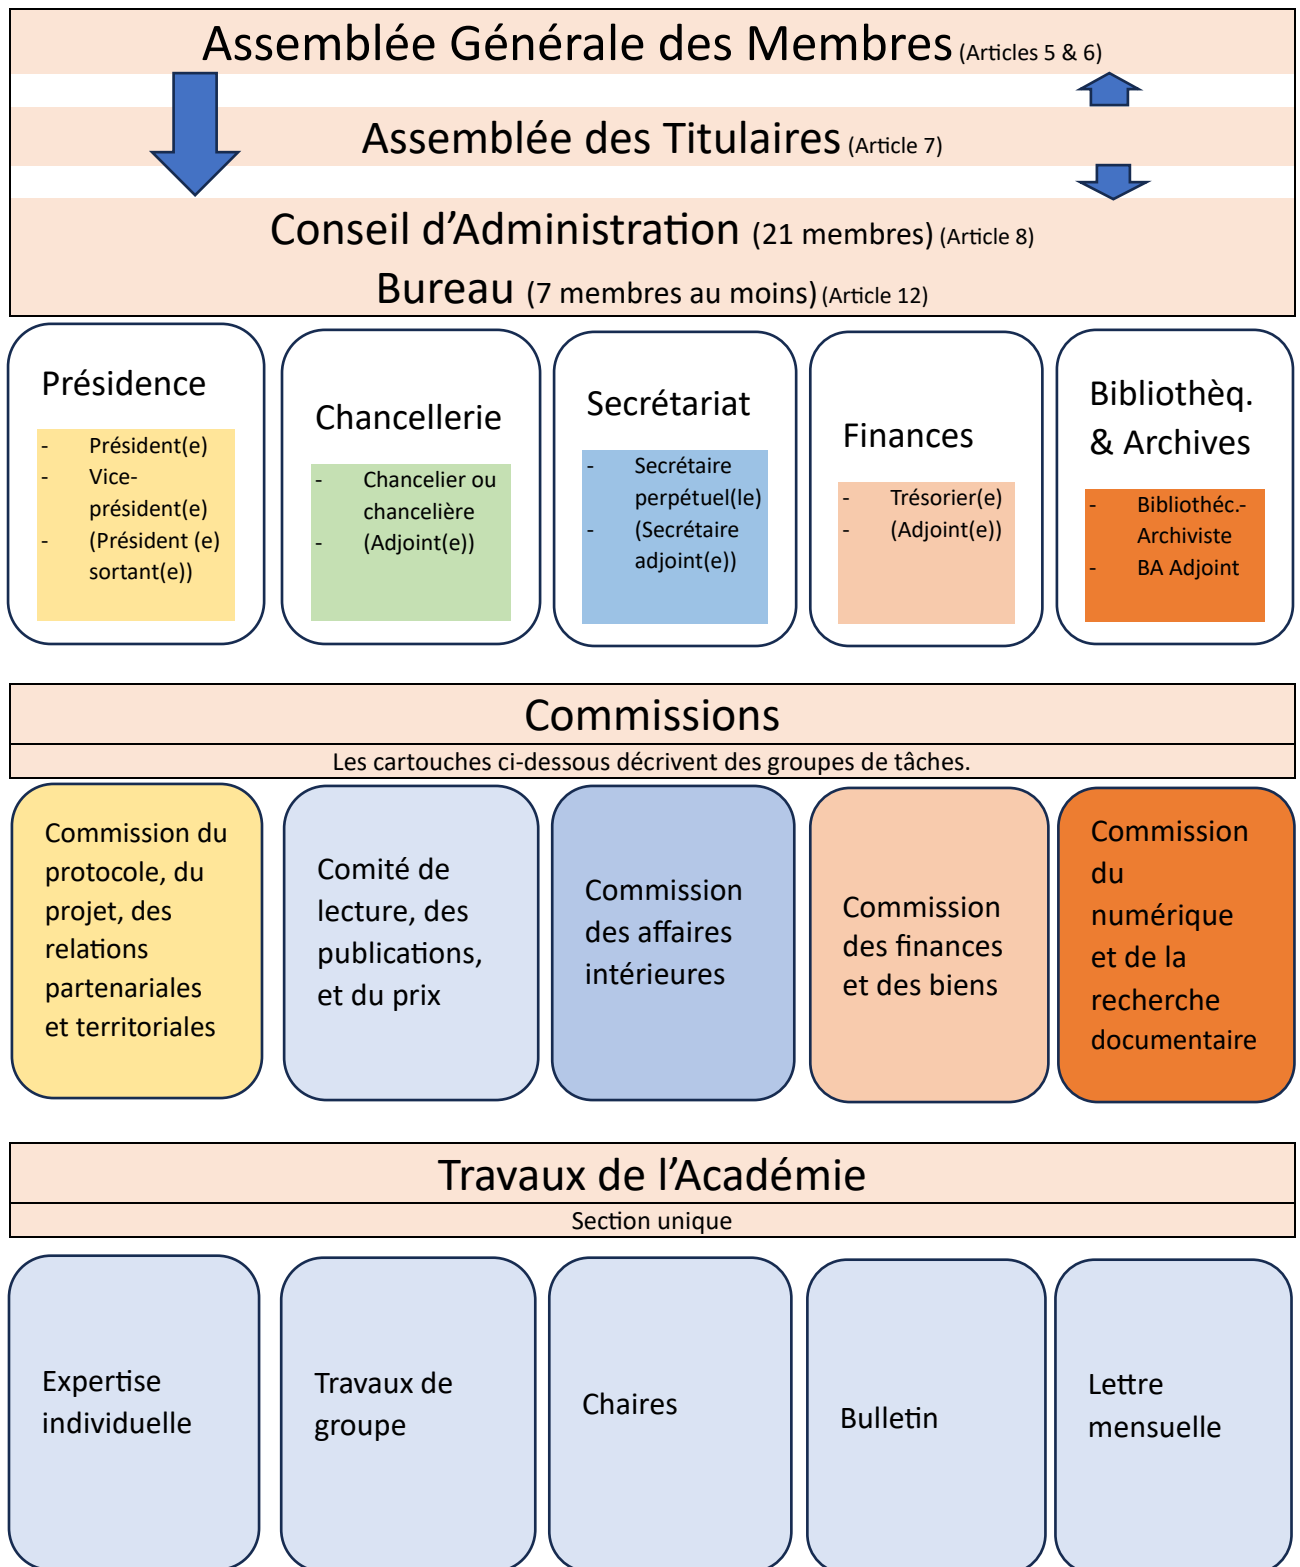 Assemblée Générale des Membres (Articles 5 & 6)
Assemblée des Titulaires (Article 7)
Conseil d’Administration (21 membres) (Article 8)
Bureau (7 membres au moins) (Article 12)
Présidence
- Président(e)
- Vice-
président(e)
- (Président (e)
sortant(e))
Chancellerie
- Chancelier ou
chancelière
- (Adjoint(e))
Secrétariat
- Secrétaire
perpétuel(le)
- (Secrétaire
adjoint(e))
Finances
- Trésorier(e)
- (Adjoint(e))
Bibliothèq.
& Archives
- Bibliothéc.-
Archiviste
- BA Adjoint
Commissions
Les cartouches ci-dessous décrivent des groupes de tâches.
Commission du
protocole, du
projet, des
relations
partenariales
et territoriales
Comité de
lecture, des
publications,
et du prix
Commission
des affaires
intérieures
Commission
des finances
et des biens
Commission
du
numérique
et de la
recherche
documentaire
Travaux de l’Académie
Section unique
Expertise
individuelle
Travaux de
groupe
Chaires
Bulletin
Lettre
mensuelle